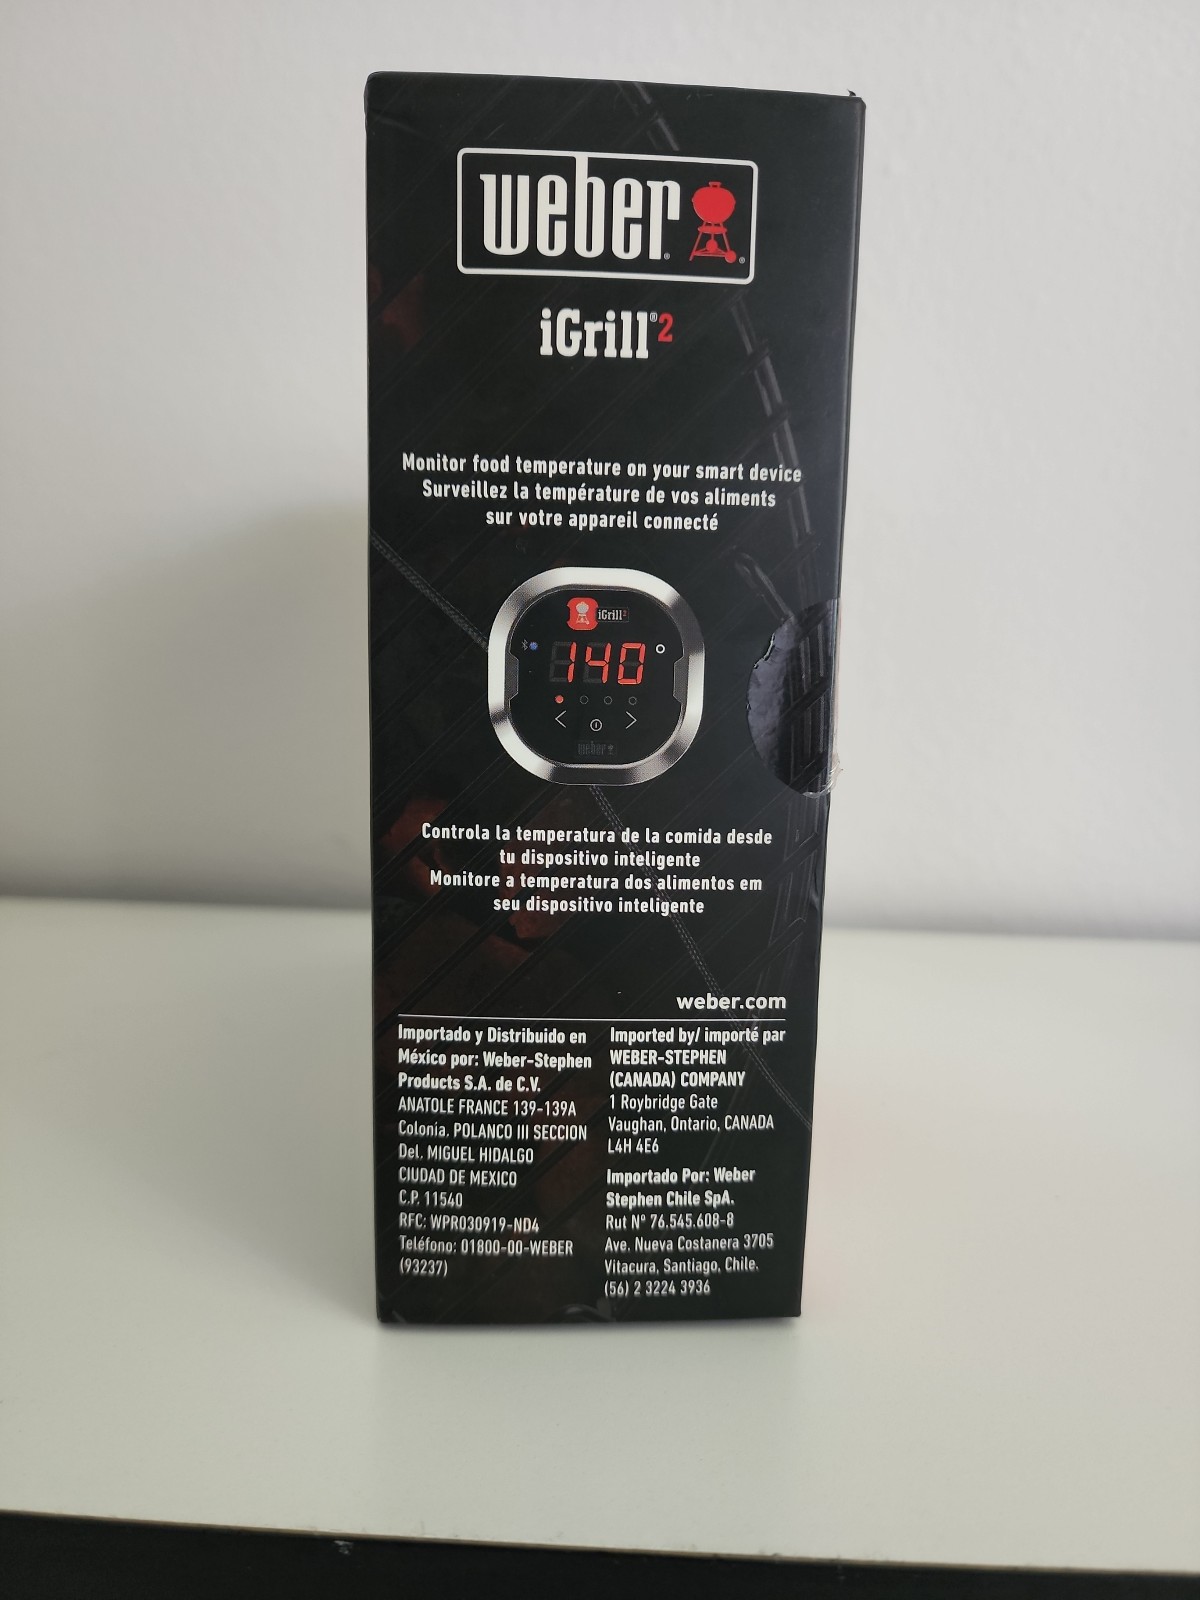 weber
iGrill®2
Monitor food temperature on your smart device
Surveillez la température de vos aliments
sur votre appareil connecté
iGrill2
140
weber
Controla la temperatura de la comida desde
tu dispositivo inteligente
Monitore a temperatura dos alimentos em
seu dispositivo inteligente
weber.com
Importado y Distribuido en
México por: Weber-Stephen
Products S.A. de C.V.
ANATOLE FRANCE 139-139A
Colonia. POLANCO III SECCION
Del. MIGUEL HIDALGO
CIUDAD DE MEXICO
C.P. 11540
RFC: WPR030919-ND4
Teléfono: 01800-00-WEBER
(93237)
Imported by/ importé par
WEBER-STEPHEN
(CANADA) COMPANY
1 Roybridge Gate
Vaughan, Ontario, CANADA
L4H 4E6
Importado Por: Weber
Stephen Chile SpA.
Rut Nº 76.545.608-8
Ave. Nueva Costanera 3705
Vitacura, Santiago, Chile.
(56) 2 3224 3936